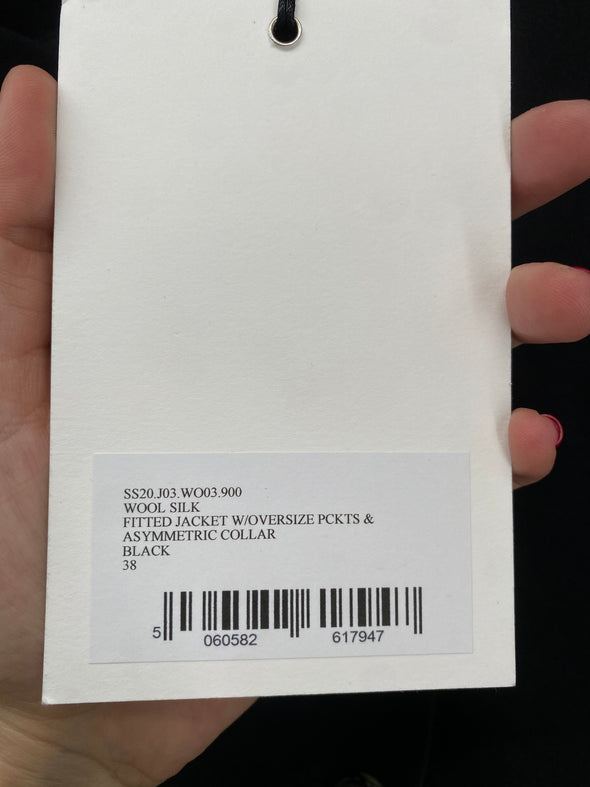 SS20.J03.WO03.900
WOOL SILK
FITTED JACKET W/OVERSIZE PCKTS &
ASYMMETRIC COLLAR
BLACK
38
5 060582 617947